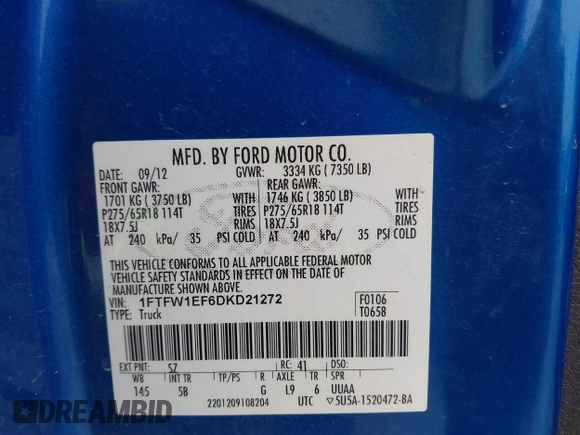 MFD. BY FORD MOTOR CO.
DATE: 09/12 GVWR: 3334 KG ( 7350 LB)
FRONT GAWR: REAR GAWR:
1701 KG ( 3750 LB) WITH 1746 KG ( 3850 LB) WITH
P275/65R18 114T TIRES P275/65R18 114T TIRES
18X7.5J RIMS 18X7.5J RIMS
AT 240 kPa/ 35 PSI COLD AT 240 kPa/ 35 PSI COLD
THIS VEHICLE CONFORMS TO ALL APPLICABLE FEDERAL MOTOR
VEHICLE SAFETY STANDARDS IN EFFECT ON THE DATE OF
MANUFACTURE SHOWN ABOVE.
VIN: 1FTFW1EF6DKD21272 F0106
TYPE: Truck T0658
EXT PNT: SZ RC: 41 DSO:
WB INT TR TP/PS R AXLE TR SPR
145 5B G L9 6 UUAA
2201209108204 UTC ▽5U5A-1520472-BA
DREAMBID